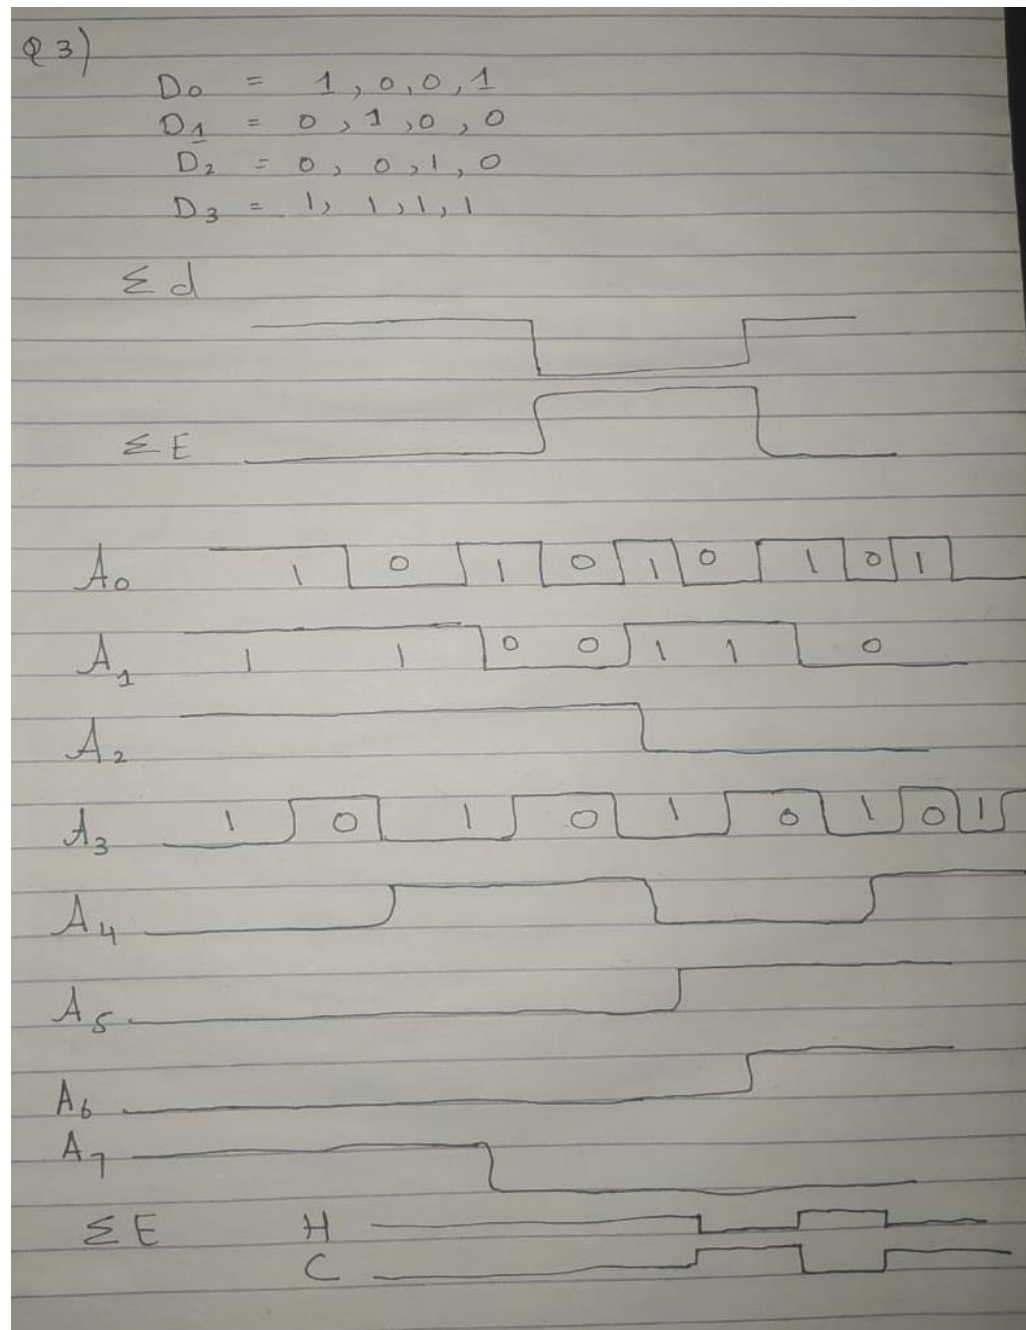 Q3)
D0 = 1, 0, 0, 1
D1 = 0, 1, 0, 0
D2 = 0, 0, 1, 0
D3 = 1, 1, 1, 1
Σd
ΣE
A0 1 0 1 0 1 0 1 0 1
A1 1 1 0 0 1 1 0
A2
A3 1 0 1 0 1 0 1 0 1
A4
A5
A6
A7
ΣE H
C